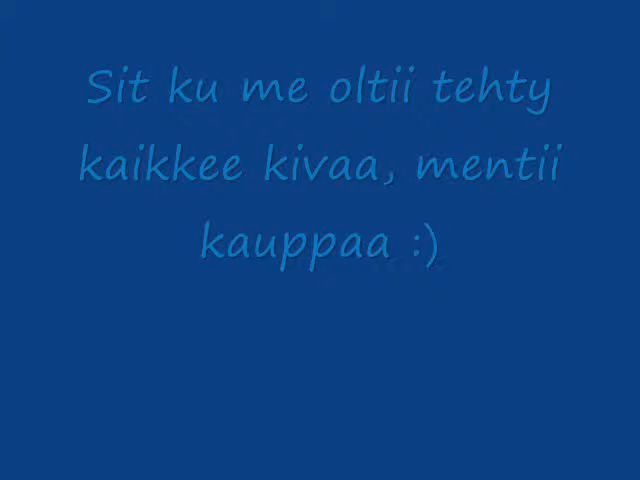 Sit ku me oltii tehty
kaikkee kivaa, mentii
kauppaa :)